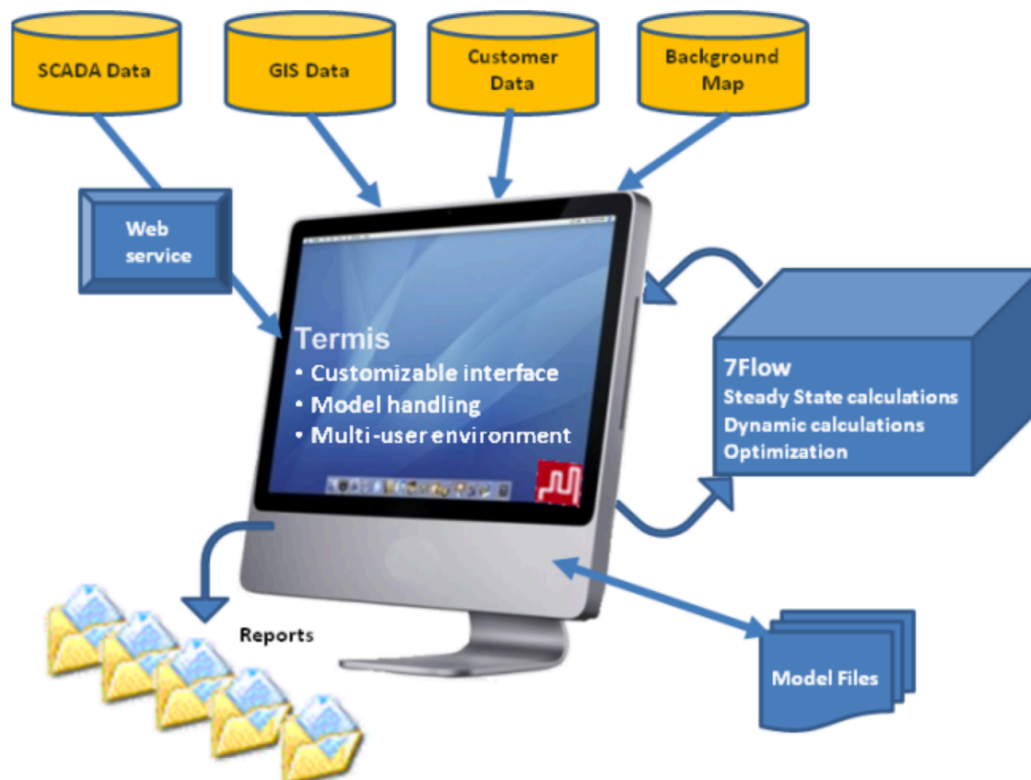 SCADA Data
GIS Data
Customer
Data
Background
Map
Web
service
Termis
• Customizable interface
• Model handling
• Multi-user environment
7Flow
Steady State calculations
Dynamic calculations
Optimization
Reports
Model Files